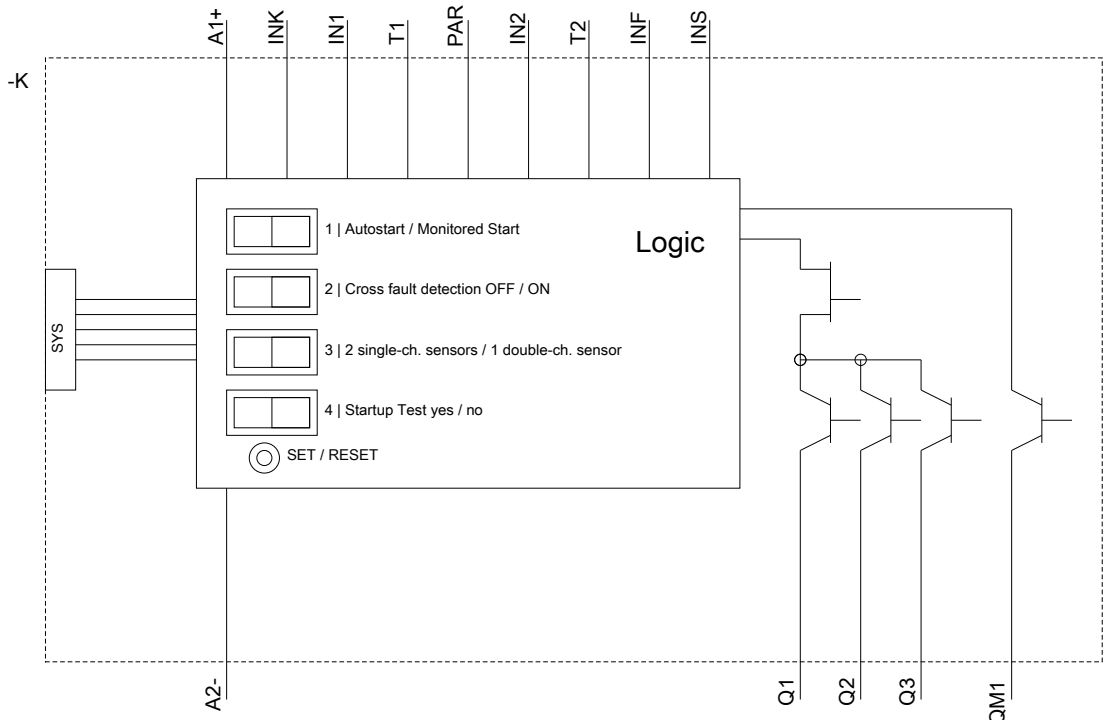 A1+
INK
IN1
T1
PAR
IN2
T2
INF
INS
-K
1 | Autostart / Monitored Start
Logic
2 | Cross fault detection OFF / ON
SYS
3 | 2 single-ch. sensors / 1 double-ch. sensor
4 | Startup Test yes / no
SET / RESET
A2-
Q1
Q2
Q3
QM1